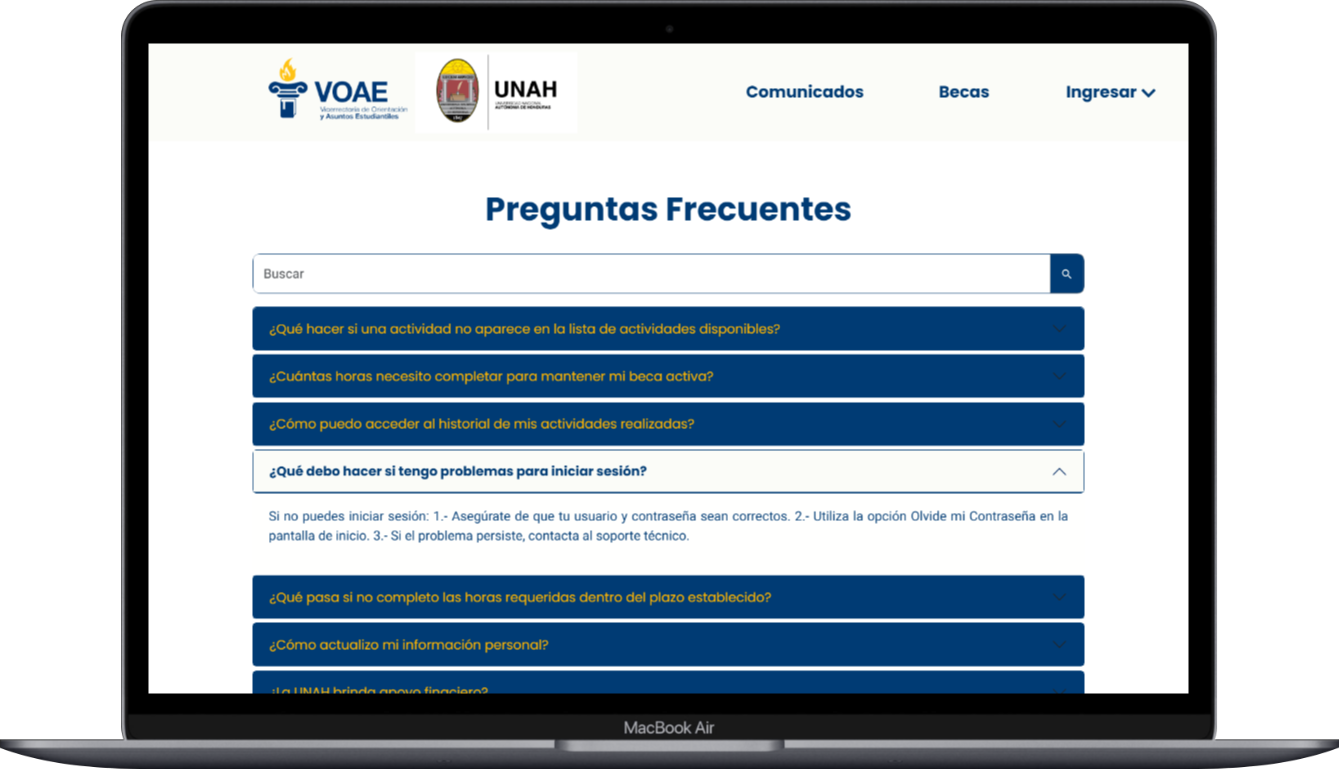 VOAE
Vicerrectoría de Orientación
y Asuntos Estudiantiles
UNAH
UNIVERSIDAD NACIONAL
AUTÓNOMA DE HONDURAS
Comunicados
Becas
Ingresar
Preguntas Frecuentes
Buscar
¿Qué hacer si una actividad no aparece en la lista de actividades disponibles?
¿Cuántas horas necesito completar para mantener mi beca activa?
¿Cómo puedo acceder al historial de mis actividades realizadas?
¿Qué debo hacer si tengo problemas para iniciar sesión?
Si no puedes iniciar sesión: 1.- Asegúrate de que tu usuario y contraseña sean correctos. 2.- Utiliza la opción Olvide mi Contraseña en la
pantalla de inicio. 3.- Si el problema persiste, contacta al soporte técnico.
¿Qué pasa si no completo las horas requeridas dentro del plazo establecido?
¿Cómo actualizo mi información personal?
¿La UNAH brinda apoyo finaciero?
MacBook Air